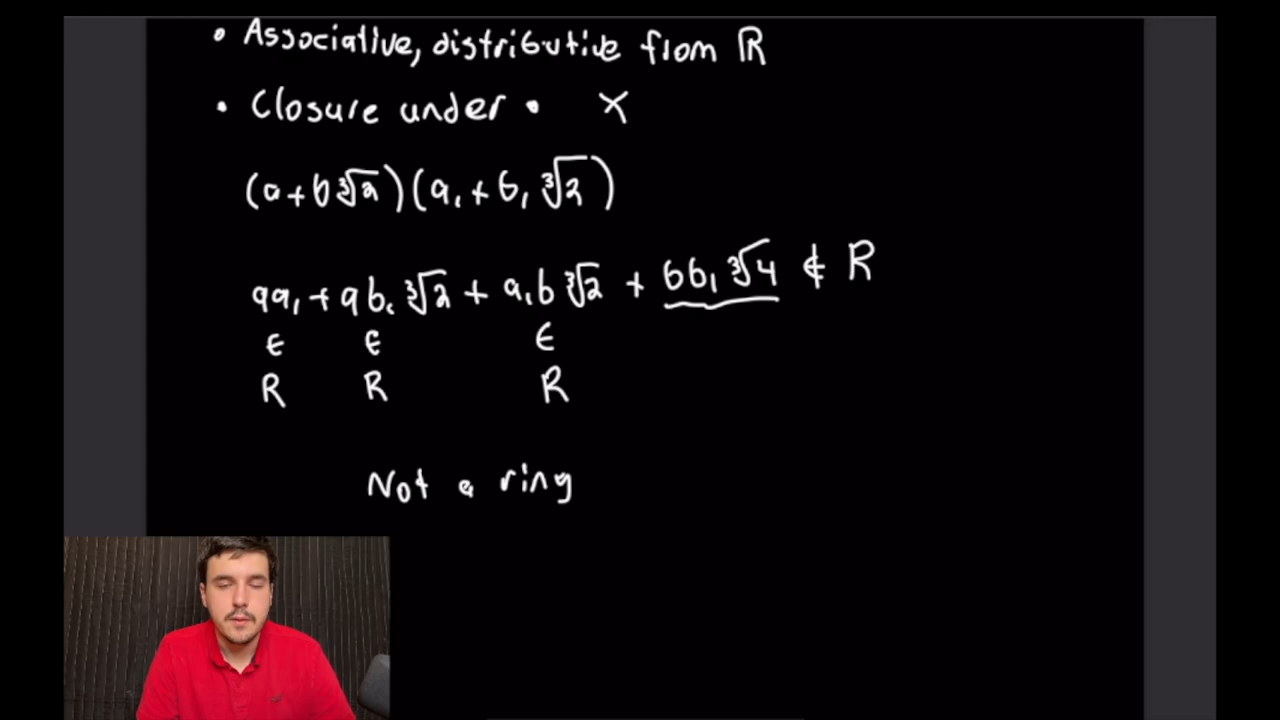 • Associative, distributive from ℝ
• Closure under • X
(a+b∛2)(a₁+b₁∛2)
aa₁+ab₁∛2+a₁b∛2+bb₁∛4 ∉ R
∈ ∈ ∈
R R R
Not a ring